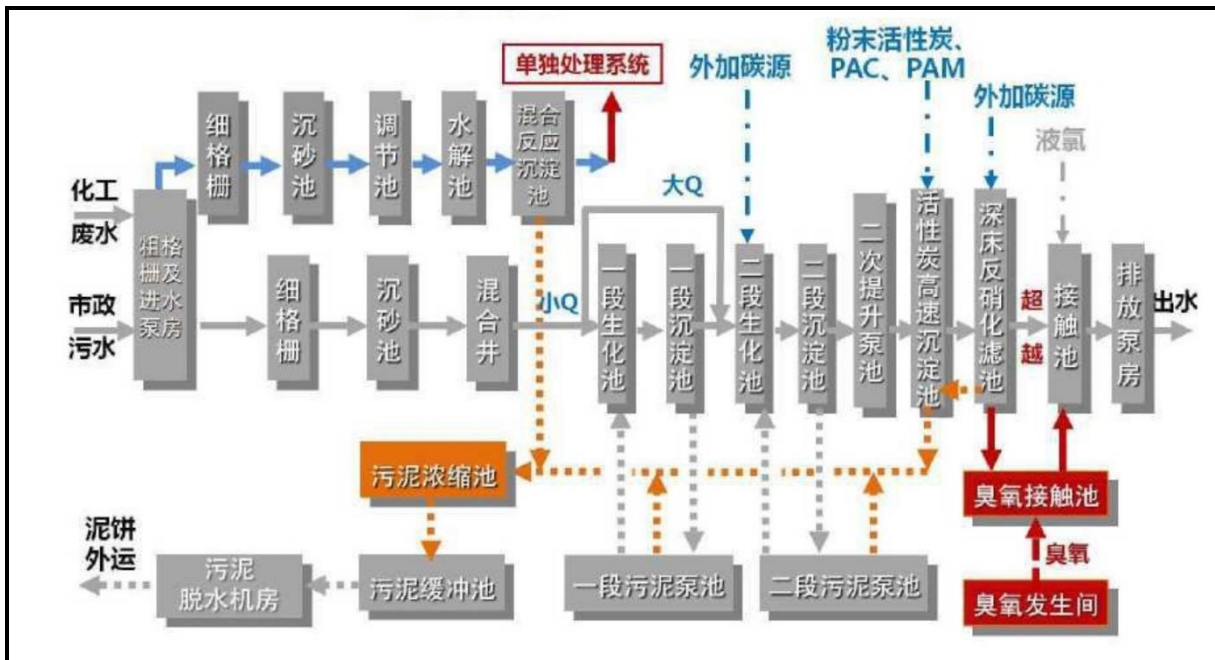 单独处理系统
外加碳源
粉末活性炭、
PAC、PAM
外加碳源
液氯
细格栅
沉砂池
调节池
水解池
混合
反应
沉淀
池
化工
废水
大Q
粗格
栅及
进水
泵房
市政
污水
细格栅
沉砂池
混合井
小Q
一段生化池
一段沉淀池
二段生化池
二段沉淀池
二次提升泵池
活性炭高速沉淀池
深床反硝化滤池
超
越
接触池
排放泵房
出水
污泥浓缩池
臭氧接触池
泥饼
外运
污泥
脱水机房
污泥缓冲池
一段污泥泵池
二段污泥泵池
臭氧
臭氧发生间